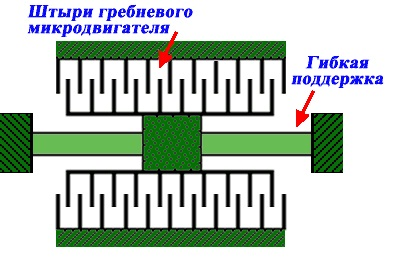 Штыри гребневого
микродвигателя
Гибкая
поддержка